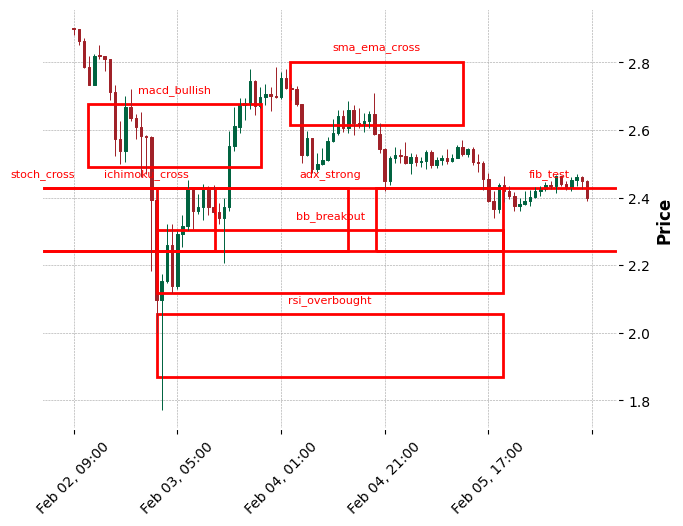 sma_ema_cross
2.8
macd_bullish
2.6
stoch_cross ichimoku_cross adx_strong fib_test
2.4
bb_breakout
Price
2.2
rsi_overbought
2.0
1.8
Feb 02, 09:00 Feb 03, 05:00 Feb 04, 01:00 Feb 04, 21:00 Feb 05, 17:00